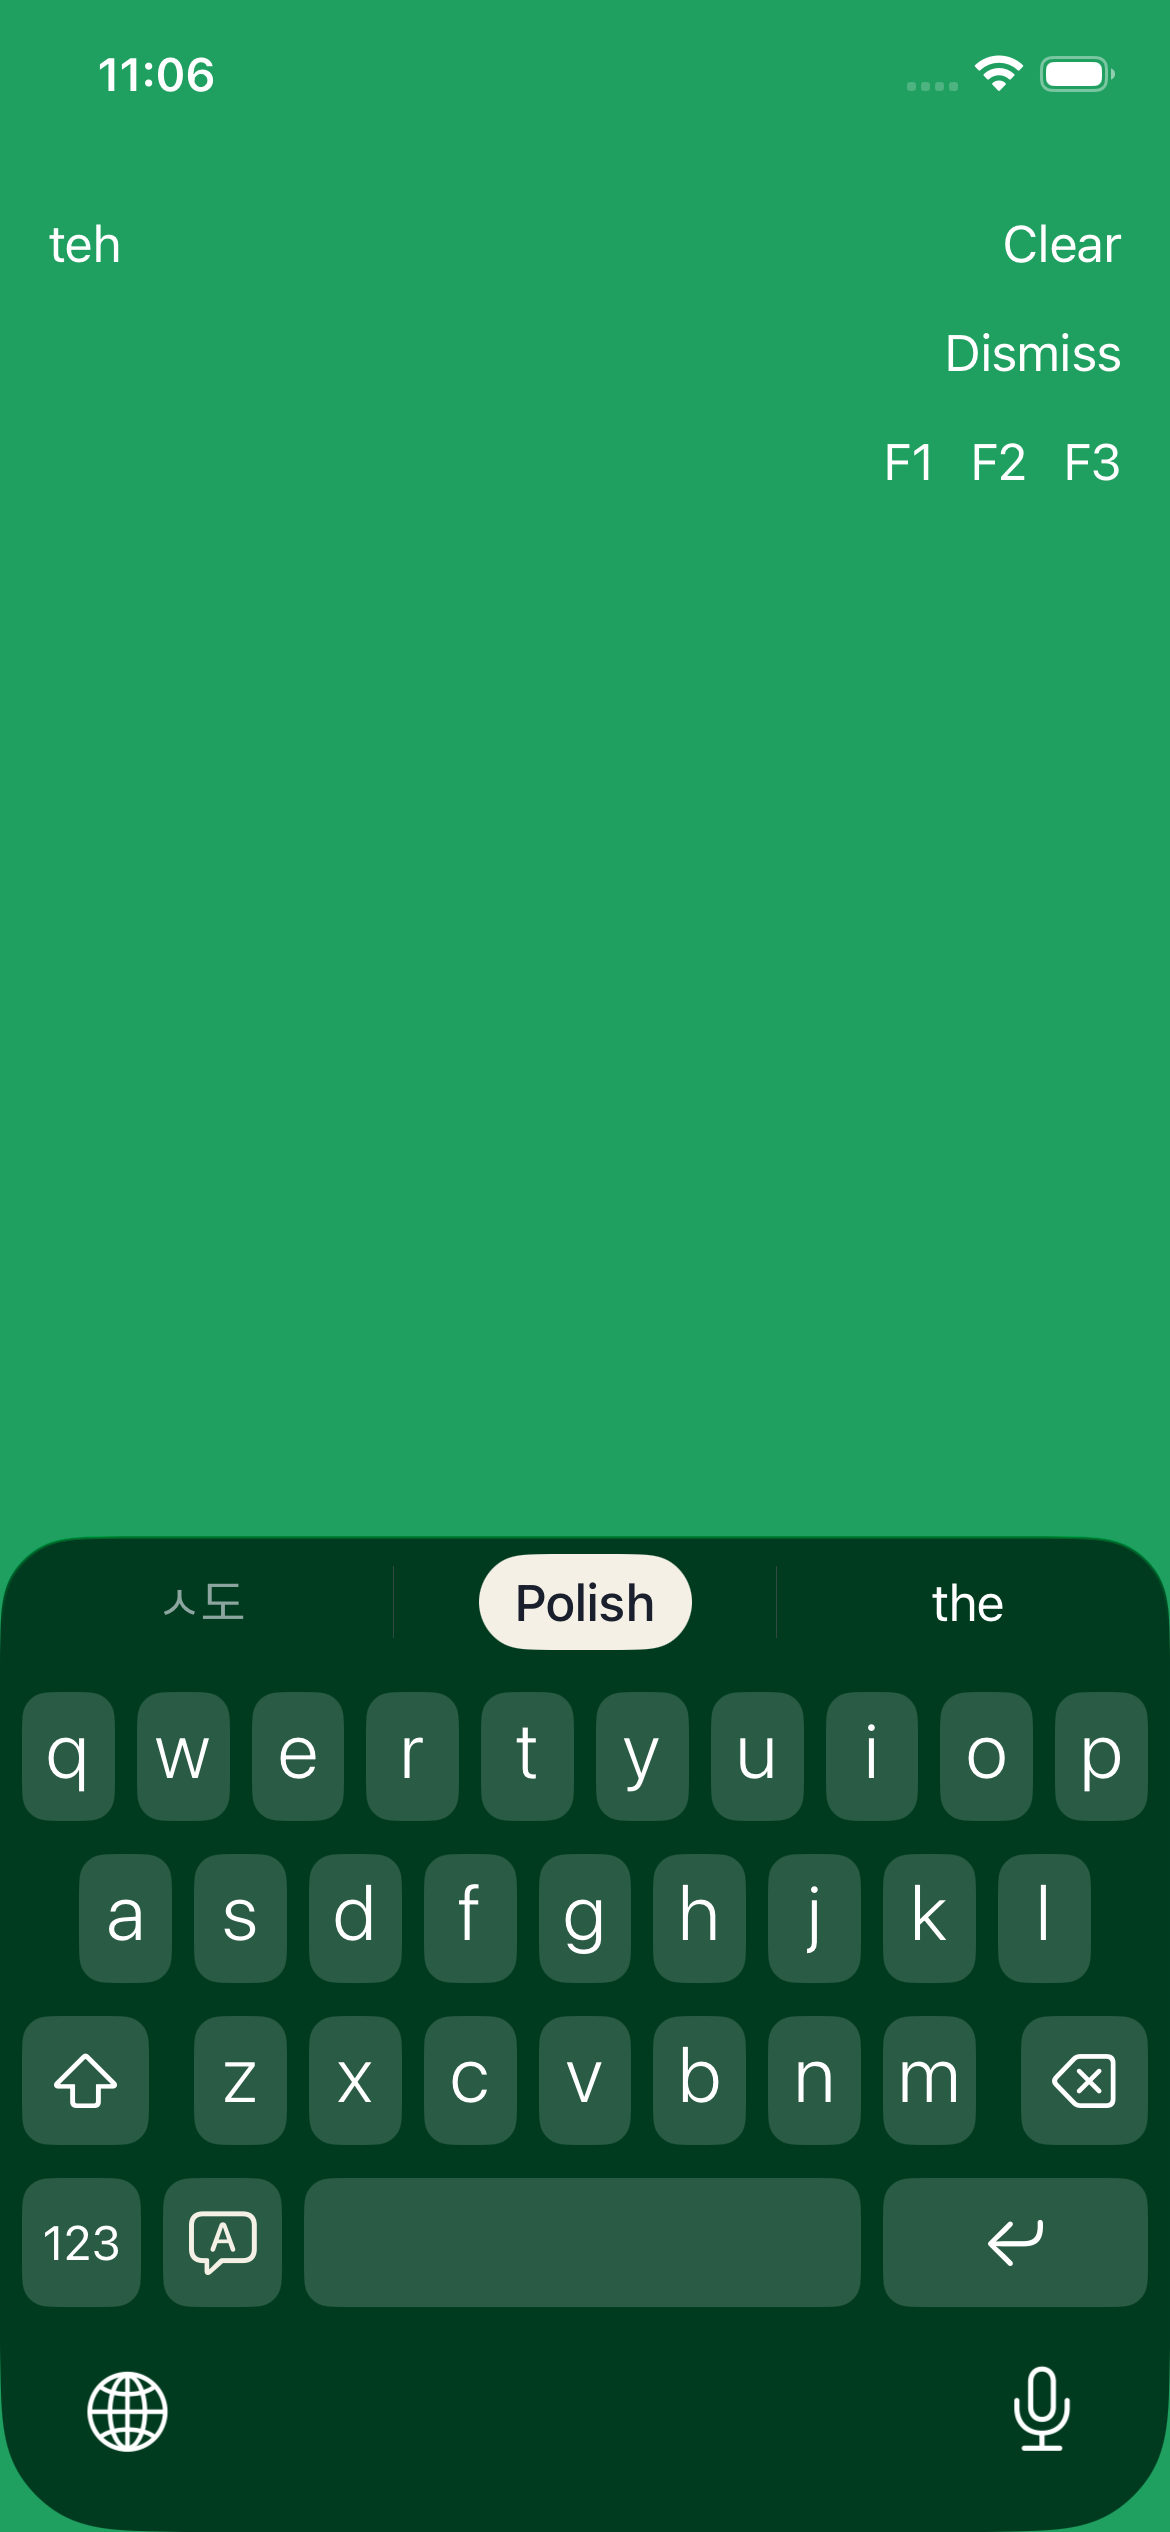 11:06
teh Clear
Dismiss
F1 F2 F3
ㅅ도 Polish the
q w e r t y u i o p
a s d f g h j k l
z x c v b n m
123 A